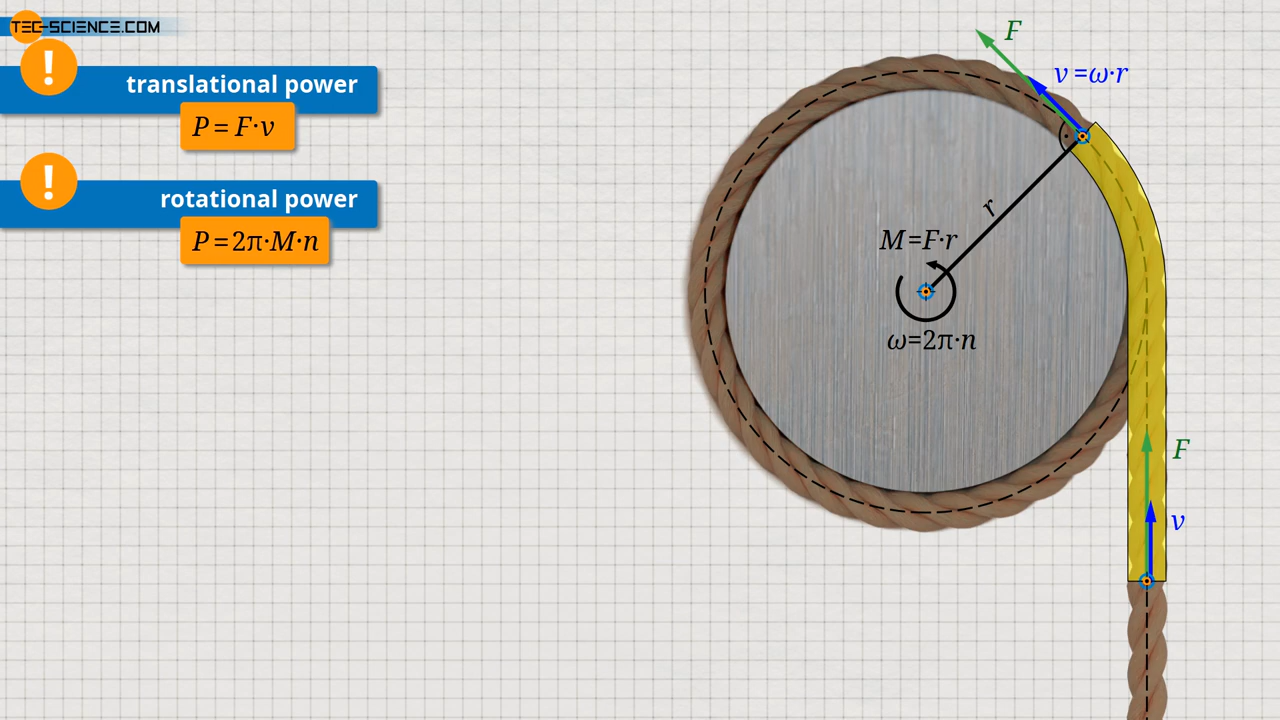 TEC-SCIENCE.COM
!
translational power
P = F·v
!
rotational power
P = 2π·M·n
F
v =ω·r
r
M=F·r
ω=2π·n
F
v